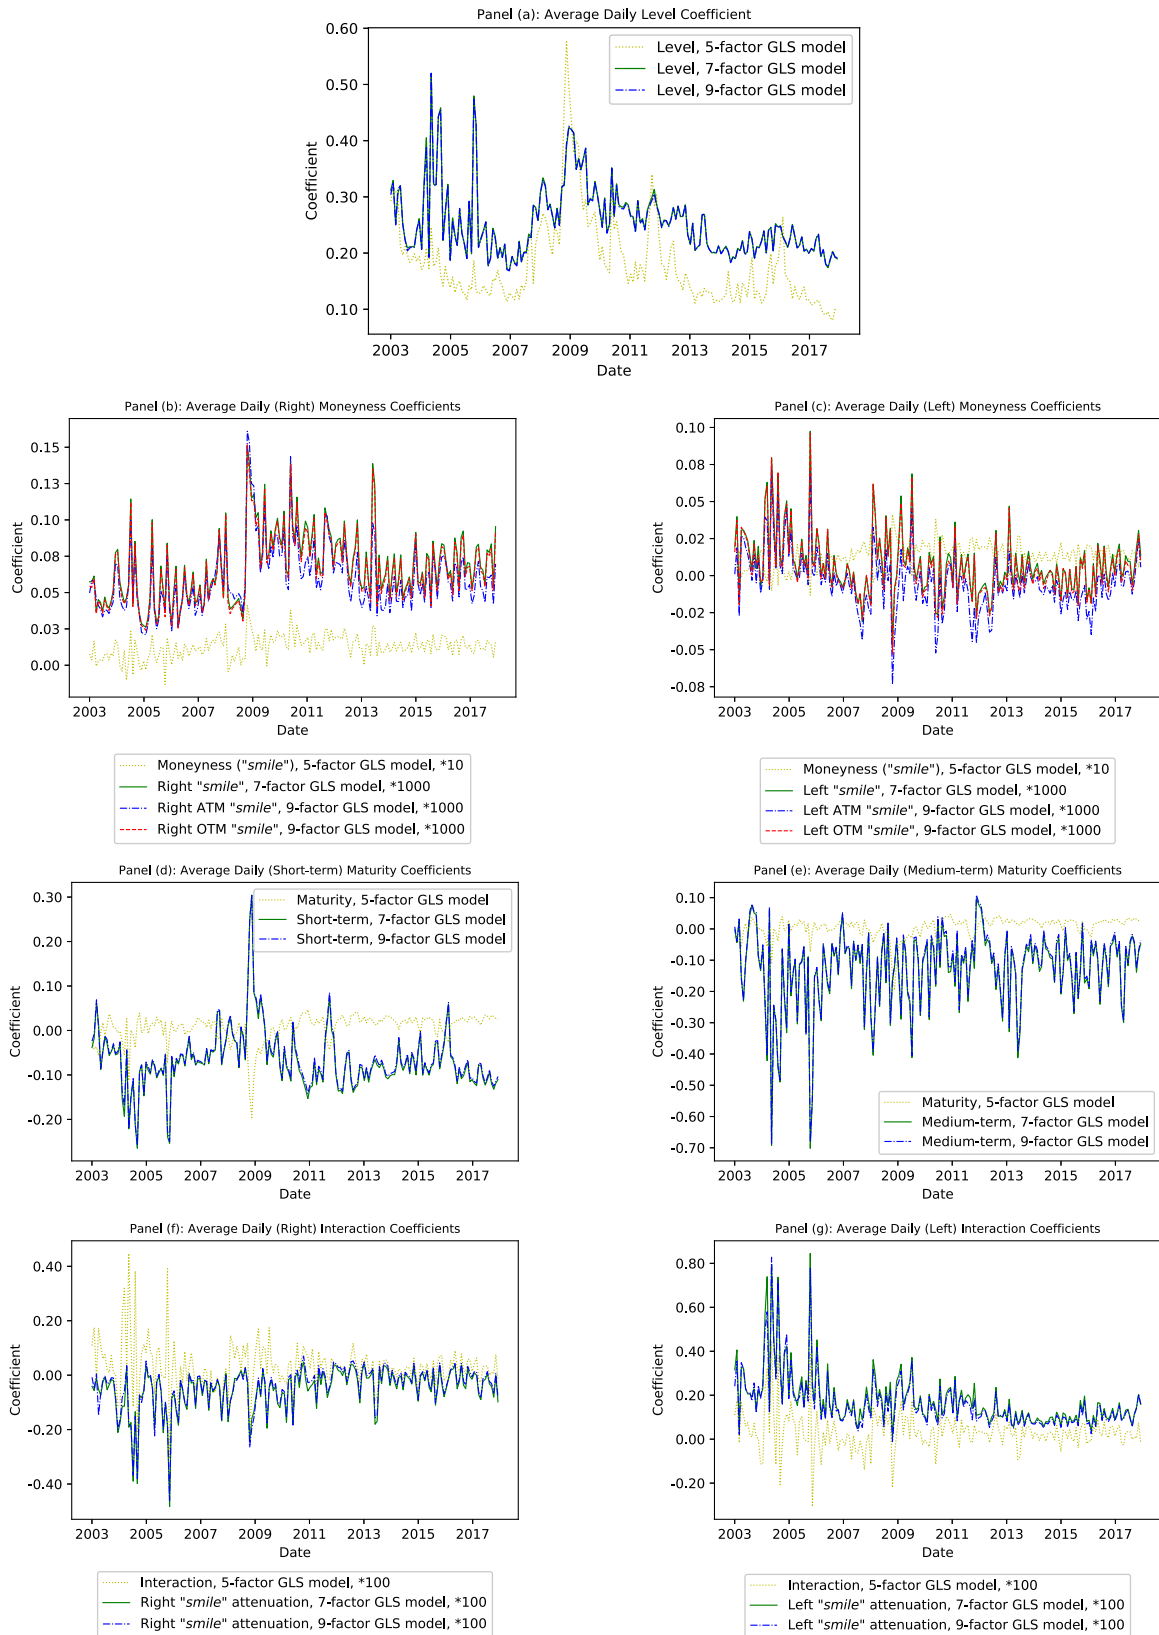 Panel (a): Average Daily Level Coefficient
0.60
0.50
0.40
0.30
0.20
0.10
Coefficient
Level, 5-factor GLS model
Level, 7-factor GLS model
Level, 9-factor GLS model
2003 2005 2007 2009 2011 2013 2015 2017
Date
Panel (b): Average Daily (Right) Moneyness Coefficients
0.15
0.13
0.10
0.08
0.05
0.03
0.00
Coefficient
2003 2005 2007 2009 2011 2013 2015 2017
Date
Moneyness ("smile"), 5-factor GLS model, *10
Right "smile", 7-factor GLS model, *1000
Right ATM "smile", 9-factor GLS model, *1000
Right OTM "smile", 9-factor GLS model, *1000
Panel (c): Average Daily (Left) Moneyness Coefficients
0.10
0.08
0.05
0.02
0.00
-0.02
-0.05
-0.08
Coefficient
2003 2005 2007 2009 2011 2013 2015 2017
Date
Moneyness ("smile"), 5-factor GLS model, *10
Left "smile", 7-factor GLS model, *1000
Left ATM "smile", 9-factor GLS model, *1000
Left OTM "smile", 9-factor GLS model, *1000
Panel (d): Average Daily (Short-term) Maturity Coefficients
0.30
0.20
0.10
0.00
-0.10
-0.20
Coefficient
Maturity, 5-factor GLS model
Short-term, 7-factor GLS model
Short-term, 9-factor GLS model
2003 2005 2007 2009 2011 2013 2015 2017
Date
Panel (e): Average Daily (Medium-term) Maturity Coefficients
0.10
0.00
-0.10
-0.20
-0.30
-0.40
-0.50
-0.60
-0.70
Coefficient
Maturity, 5-factor GLS model
Medium-term, 7-factor GLS model
Medium-term, 9-factor GLS model
2003 2005 2007 2009 2011 2013 2015 2017
Date
Panel (f): Average Daily (Right) Interaction Coefficients
0.40
0.20
0.00
-0.20
-0.40
Coefficient
2003 2005 2007 2009 2011 2013 2015 2017
Date
Interaction, 5-factor GLS model, *100
Right "smile" attenuation, 7-factor GLS model, *100
Right "smile" attenuation, 9-factor GLS model, *100
Panel (g): Average Daily (Left) Interaction Coefficients
0.80
0.60
0.40
0.20
0.00
-0.20
Coefficient
2003 2005 2007 2009 2011 2013 2015 2017
Date
Interaction, 5-factor GLS model, *100
Left "smile" attenuation, 7-factor GLS model, *100
Left "smile" attenuation, 9-factor GLS model, *100